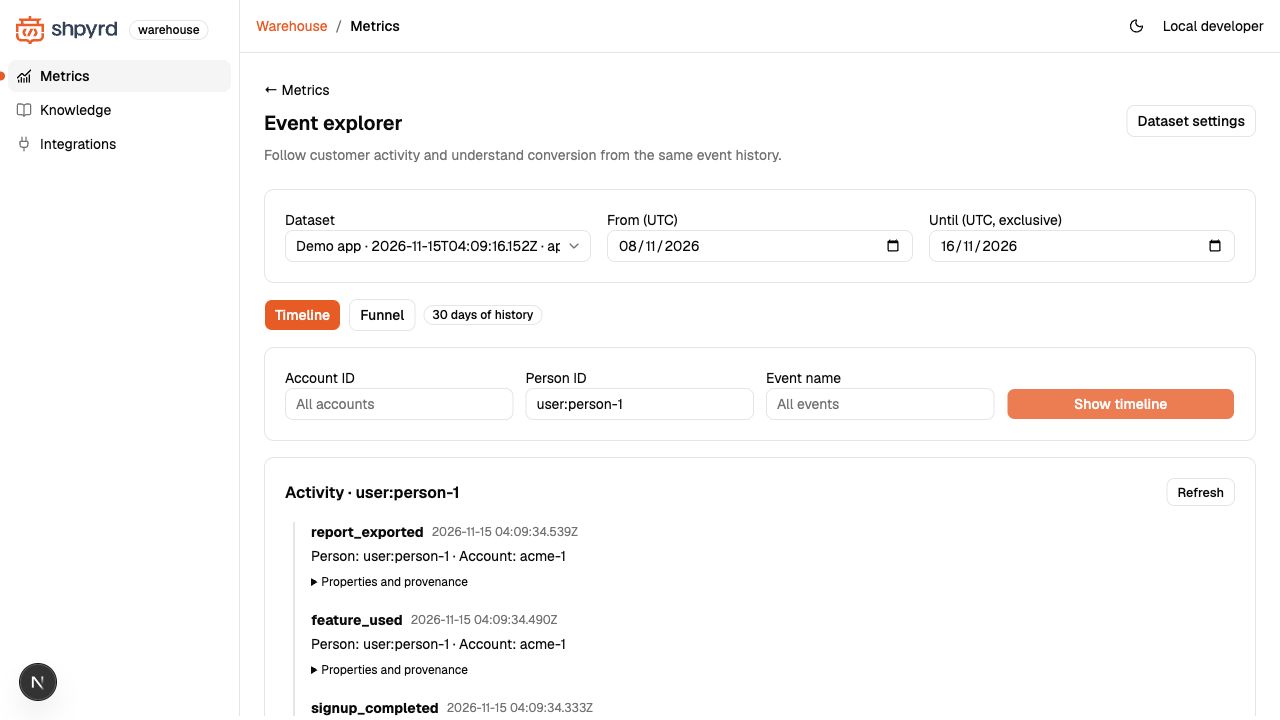 shpyrd warehouse
Warehouse / Metrics
Local developer
Metrics
Knowledge
Integrations
← Metrics
Event explorer
Dataset settings
Follow customer activity and understand conversion from the same event history.
Dataset
From (UTC)
Until (UTC, exclusive)
Demo app · 2026-11-15T04:09:16.152Z · ap
08/11/2026
16/11/2026
Timeline
Funnel
30 days of history
Account ID
Person ID
Event name
All accounts
user:person-1
All events
Show timeline
Activity · user:person-1
Refresh
report_exported 2026-11-15 04:09:34.539Z
Person: user:person-1 · Account: acme-1
Properties and provenance
feature_used 2026-11-15 04:09:34.490Z
Person: user:person-1 · Account: acme-1
Properties and provenance
signup_completed 2026-11-15 04:09:34.333Z
N